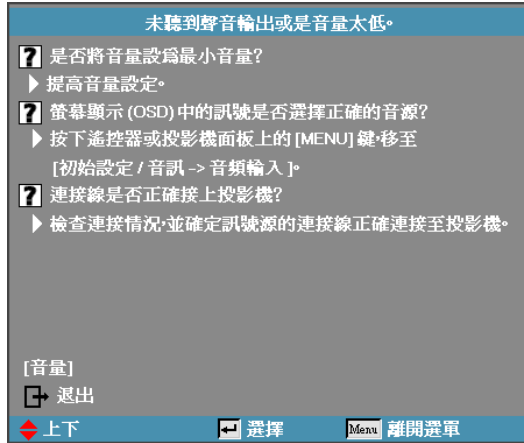 未聽到聲音輸出或是音量太低。
? 是否將音量設爲最小音量?
提高音量設定。
? 螢幕顯示 (OSD) 中的訊號是否選擇正確的音源?
按下遙控器或投影機面板上的 [MENU] 鍵,移至
[初始設定 / 音訊 -> 音頻輸入 ]。
? 連接線是否正確接上投影機?
檢查連接情況,並確定訊號源的連接線正確連接至投影機。
[音量]
退出
上下 選擇 Menu 離開選單